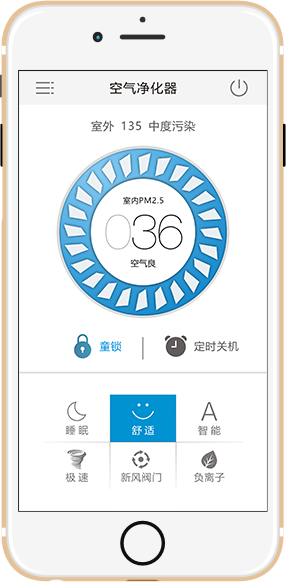 空气净化器
室外 135 中度污染
室内PM2.5
036
空气良
童锁 定时关机
睡眠 舒适 A 智能
极速 新风阀门 负离子